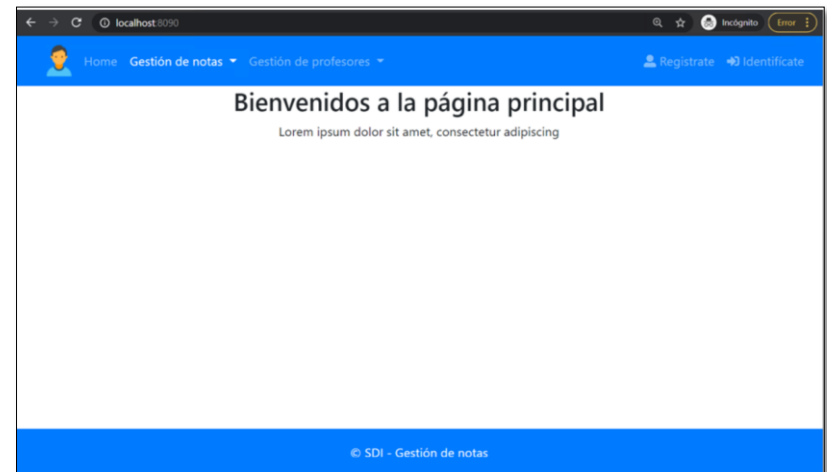 localhost:8090
Incógnito
Error
Home Gestión de notas Gestión de profesores
Registrate Identifícate
Bienvenidos a la página principal
Lorem ipsum dolor sit amet, consectetur adipiscing
© SDI - Gestión de notas